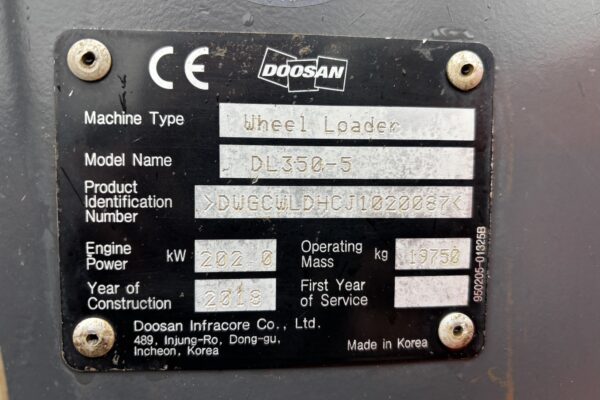 CE DOOSAN
Machine Type Wheel Loader
Model Name DL350-5
Product Identification Number >DWGCWLDHCJ1020087<
Engine Power kW 202.0 Operating Mass kg 19750
Year of Construction 2018 First Year of Service
Doosan Infracore Co., Ltd.
489, Injung-Ro, Dong-gu,
Incheon, Korea
Made in Korea
950205-01325B